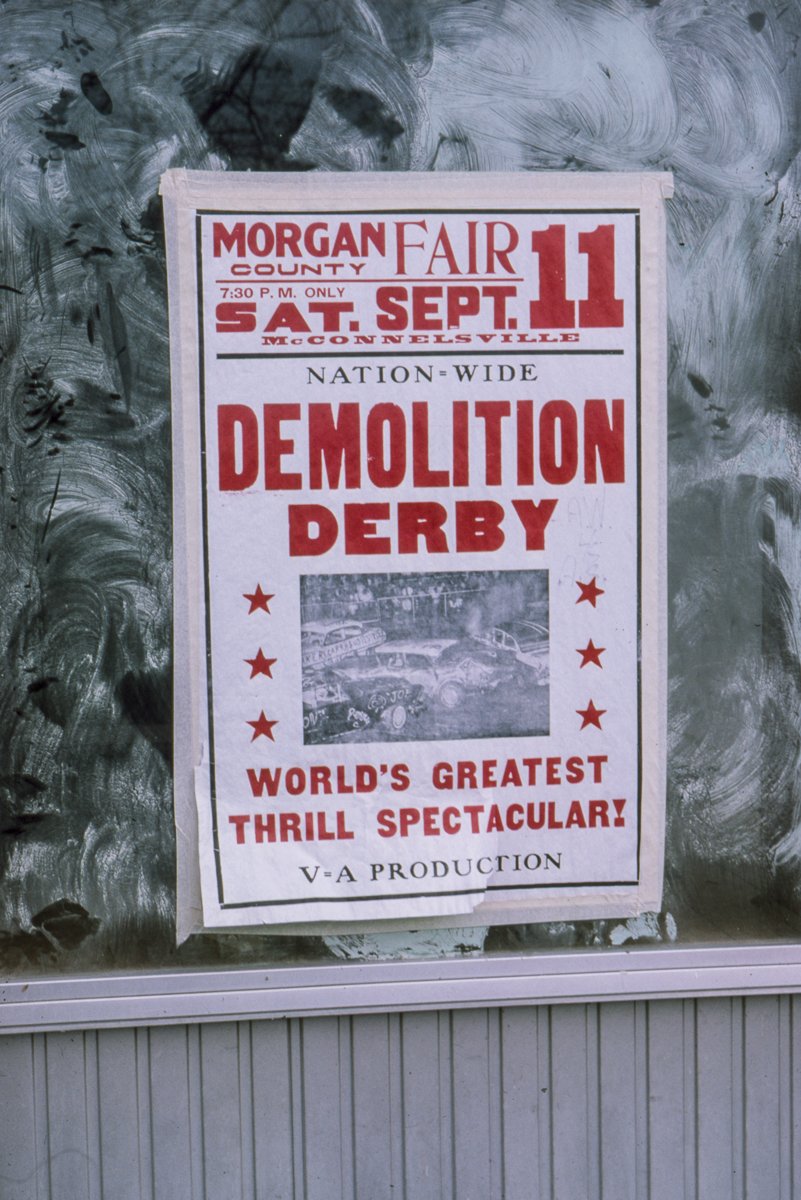 MORGAN COUNTY FAIR
7:30 P. M. ONLY
SAT. SEPT. 11
McCONNELSVILLE
NATION=WIDE
DEMOLITION
DERBY
JOE
WORLD'S GREATEST
THRILL SPECTACULAR!
V=A PRODUCTION